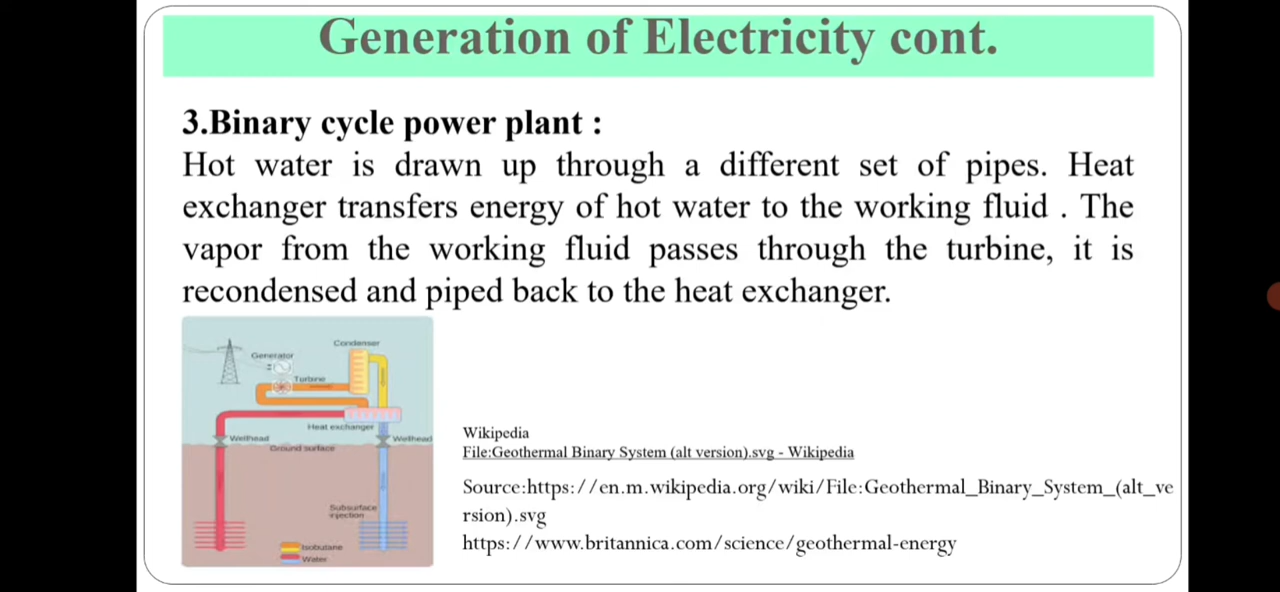 Generation of Electricity cont.
3.Binary cycle power plant :
Hot water is drawn up through a different set of pipes. Heat
exchanger transfers energy of hot water to the working fluid . The
vapor from the working fluid passes through the turbine, it is
recondensed and piped back to the heat exchanger.
Condenser
Generator
Turbine
Heat exchanger
Wellhead
Wellhead
Ground surface
Subsurface
injection
Isobutane
Water
Wikipedia
File:Geothermal Binary System (alt version).svg - Wikipedia
Source:https://en.m.wikipedia.org/wiki/File:Geothermal_Binary_System_(alt_ve
rsion).svg
https://www.britannica.com/science/geothermal-energy